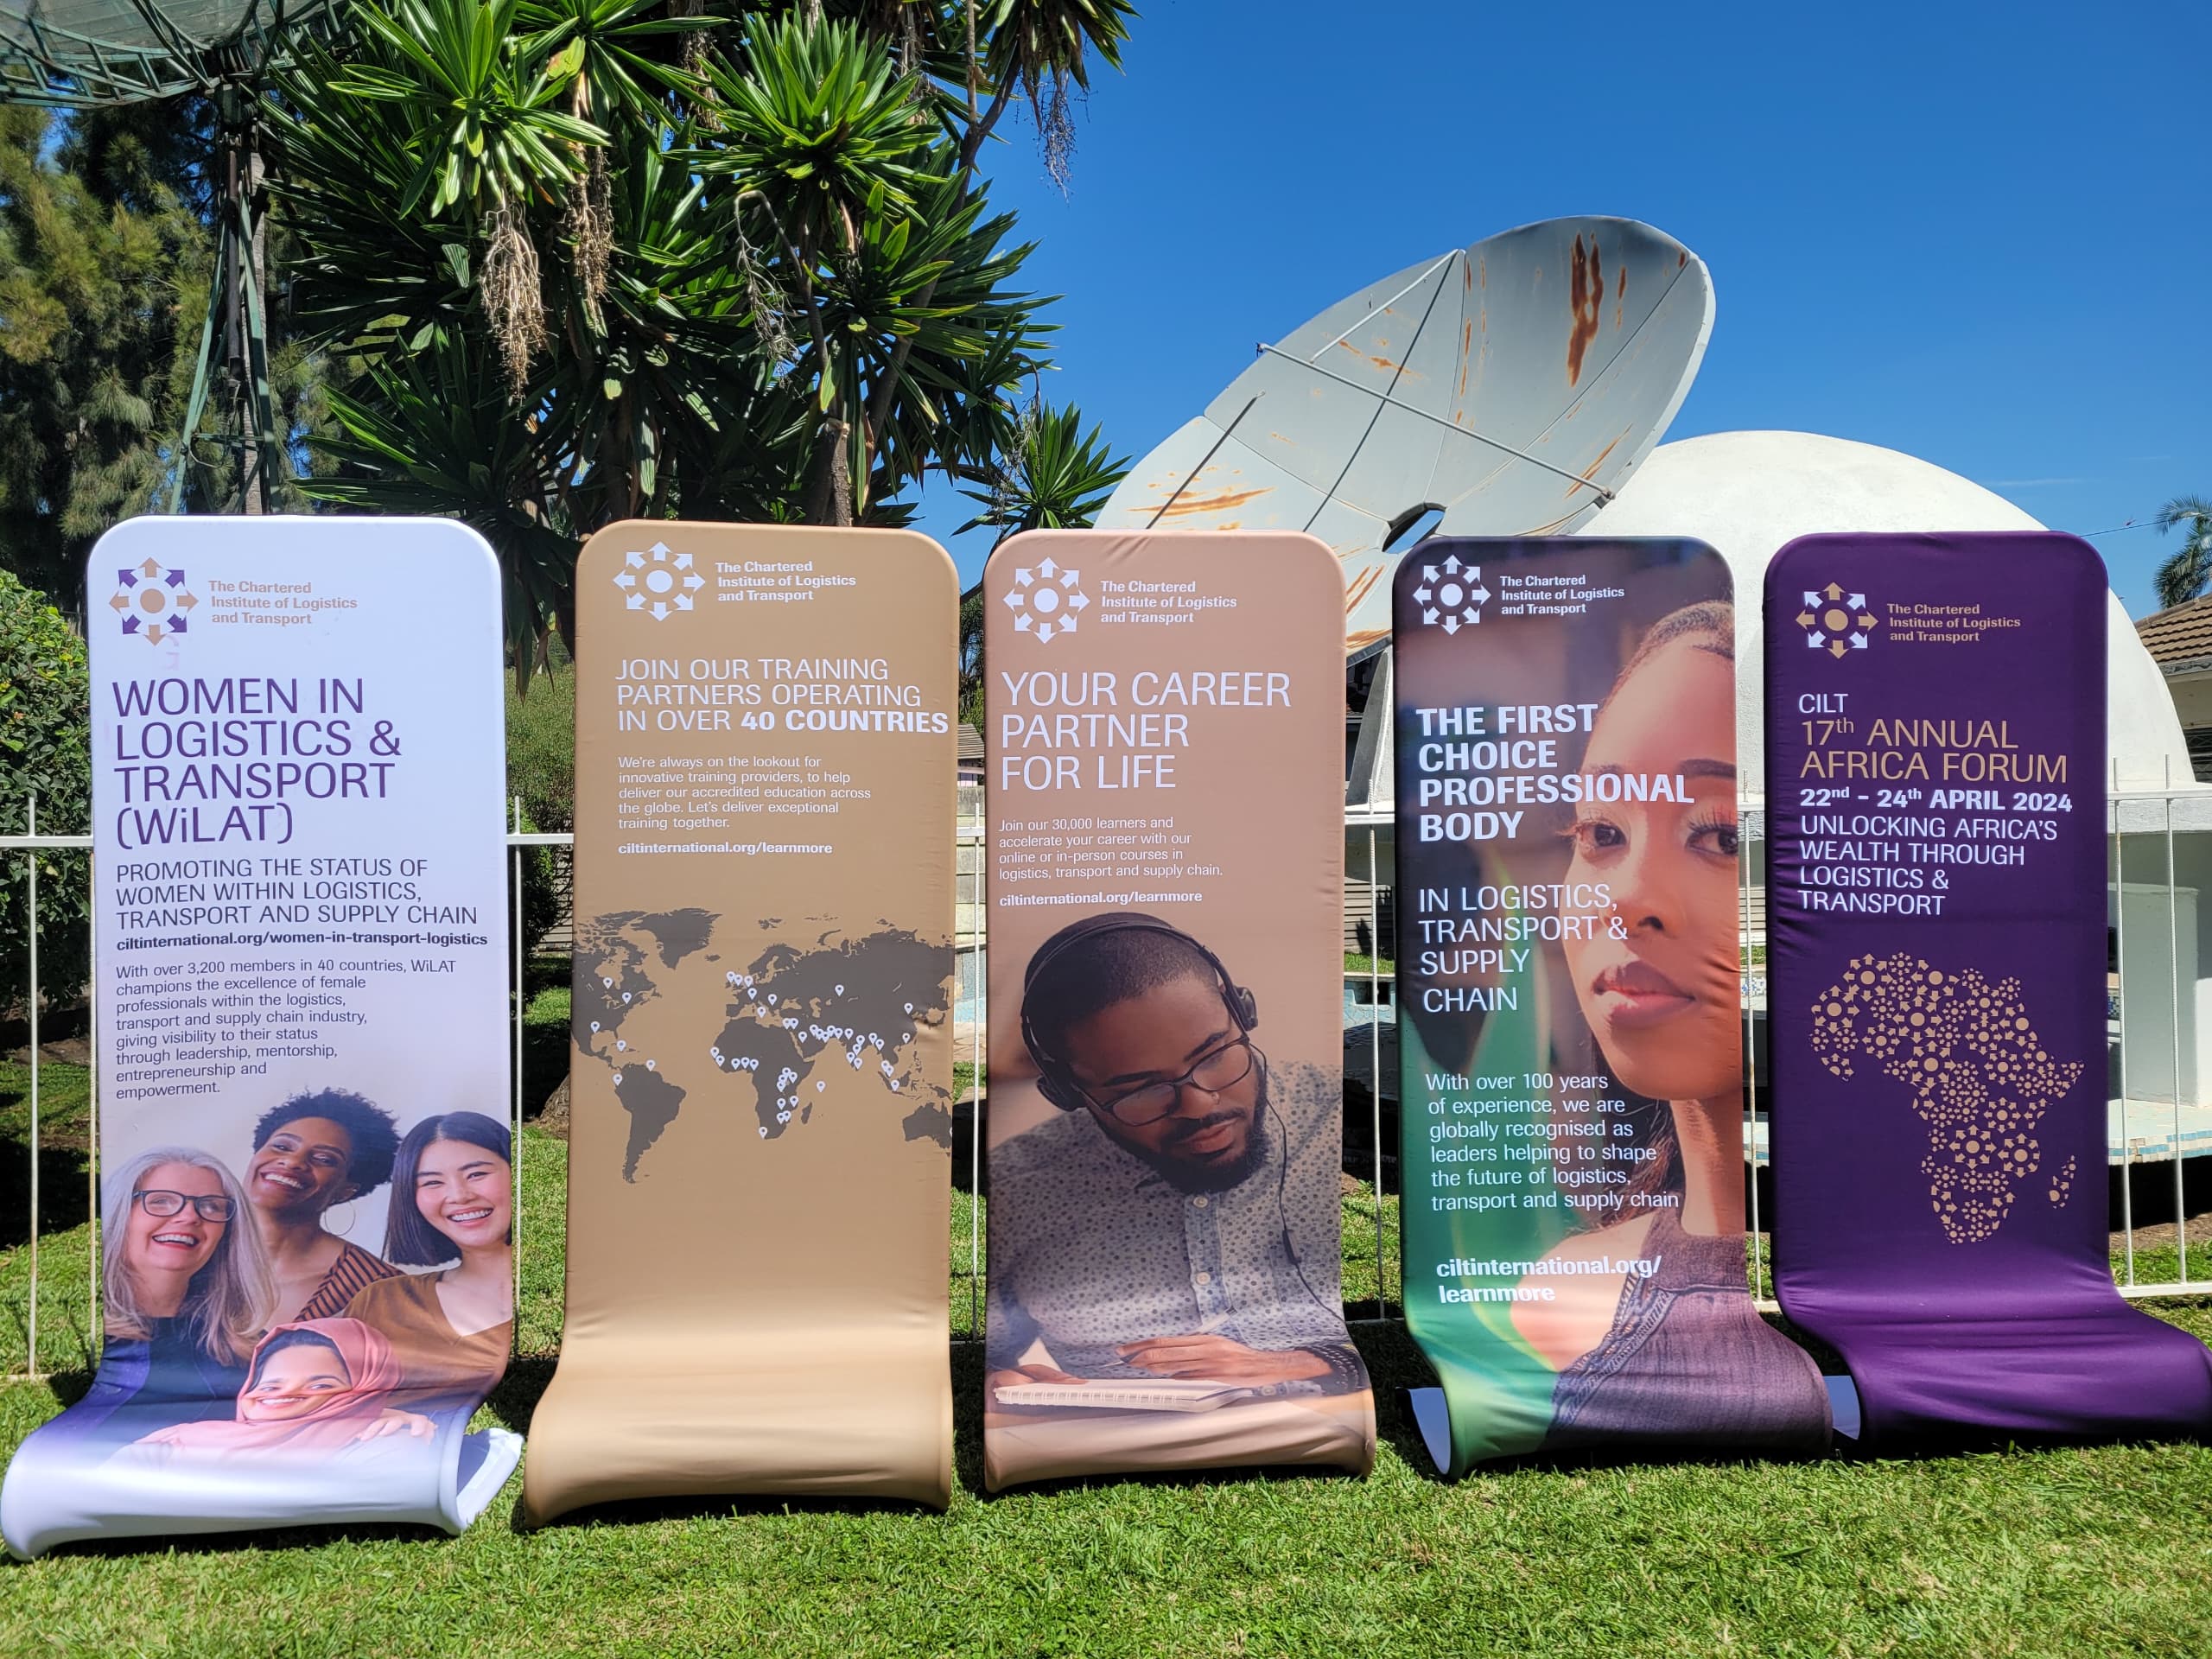 The Chartered
Institute of Logistics
and Transport
WOMEN IN
LOGISTICS &
TRANSPORT
(WiLAT)
PROMOTING THE STATUS OF
WOMEN WITHIN LOGISTICS,
TRANSPORT AND SUPPLY CHAIN
ciltinternational.org/women-in-transport-logistics
With over 3,200 members in 40 countries, WiLAT
champions the excellence of female
professionals within the logistics,
transport and supply chain industry,
giving visibility to their status
through leadership, mentorship,
entrepreneurship and
empowerment.
The Chartered
Institute of Logistics
and Transport
JOIN OUR TRAINING
PARTNERS OPERATING
IN OVER 40 COUNTRIES
We're always on the lookout for
innovative training providers, to help
deliver our accredited education across
the globe. Let's deliver exceptional
training together.
ciltinternational.org/learnmore
The Chartered
Institute of Logistics
and Transport
YOUR CAREER
PARTNER
FOR LIFE
Join our 30,000 learners and
accelerate your career with our
online or in-person courses in
logistics, transport and supply chain.
ciltinternational.org/learnmore
The Chartered
Institute of Logistics
and Transport
THE FIRST
CHOICE
PROFESSIONAL
BODY
IN LOGISTICS,
TRANSPORT &
SUPPLY
CHAIN
With over 100 years
of experience, we are
globally recognised as
leaders helping to shape
the future of logistics,
transport and supply chain
ciltinternational.org/
learnmore
The Chartered
Institute of Logistics
and Transport
CILT
17th ANNUAL
AFRICA FORUM
22nd - 24th APRIL 2024
UNLOCKING AFRICA'S
WEALTH THROUGH
LOGISTICS &
TRANSPORT